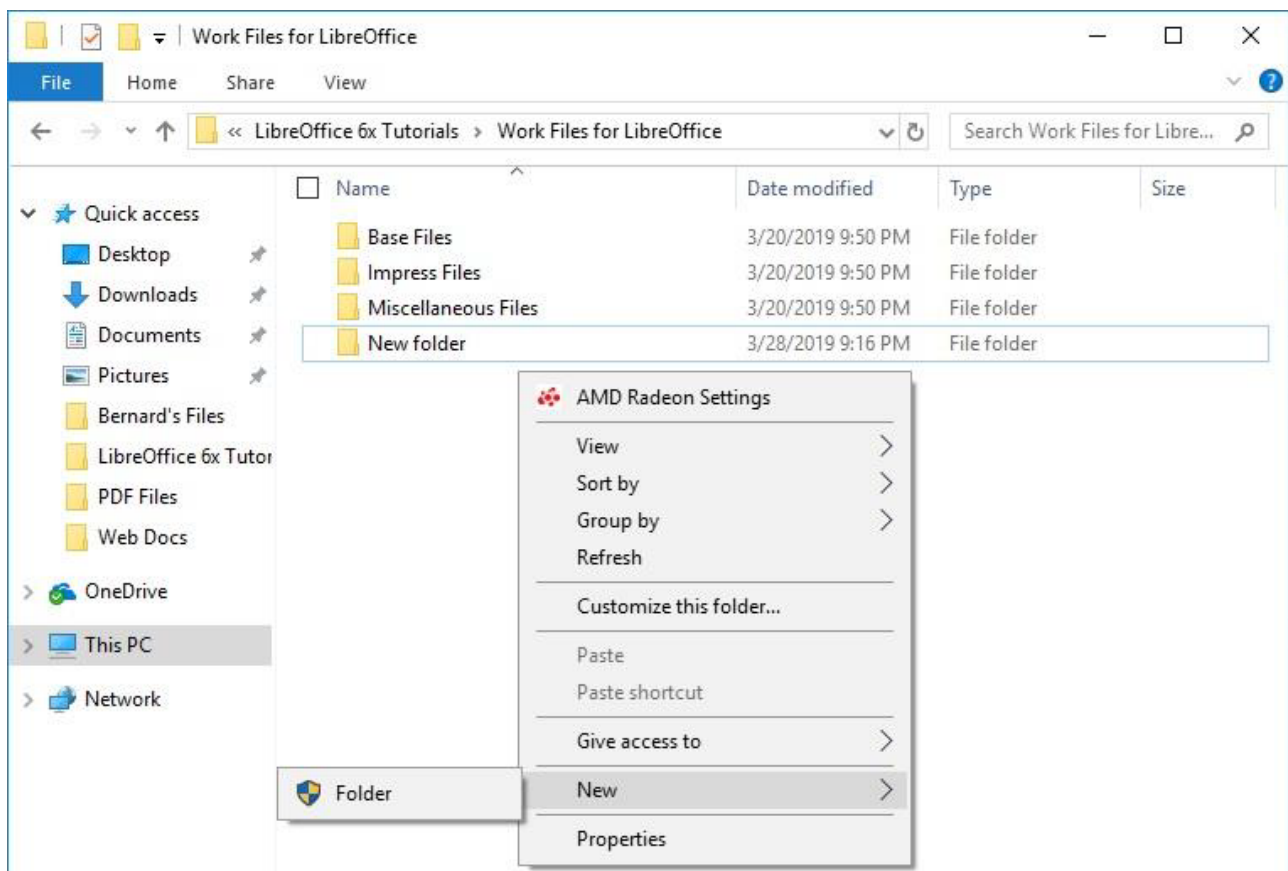 Work Files for LibreOffice
File Home Share View
« LibreOffice 6x Tutorials > Work Files for LibreOffice
Search Work Files for Libre...
Name Date modified Type Size
Quick access
Desktop
Downloads
Documents
Pictures
Bernard's Files
LibreOffice 6x Tutor
PDF Files
Web Docs
OneDrive
This PC
Network
Base Files 3/20/2019 9:50 PM File folder
Impress Files 3/20/2019 9:50 PM File folder
Miscellaneous Files 3/20/2019 9:50 PM File folder
New folder 3/28/2019 9:16 PM File folder
AMD Radeon Settings
View
Sort by
Group by
Refresh
Customize this folder...
Paste
Paste shortcut
Give access to
New
Properties
Folder